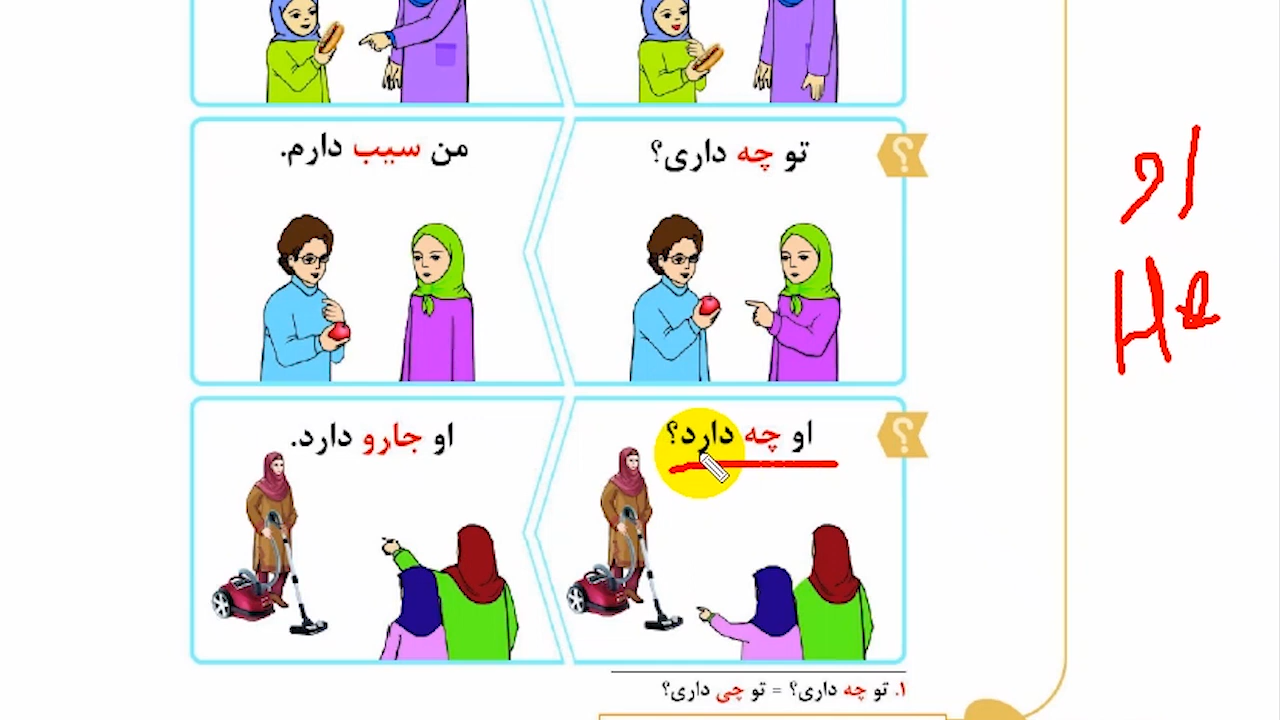 تو چه داری؟
من سیب دارم.
او چه دارد؟
او جارو دارد.
۱. تو چه داری؟ = تو چی داری؟
او
He